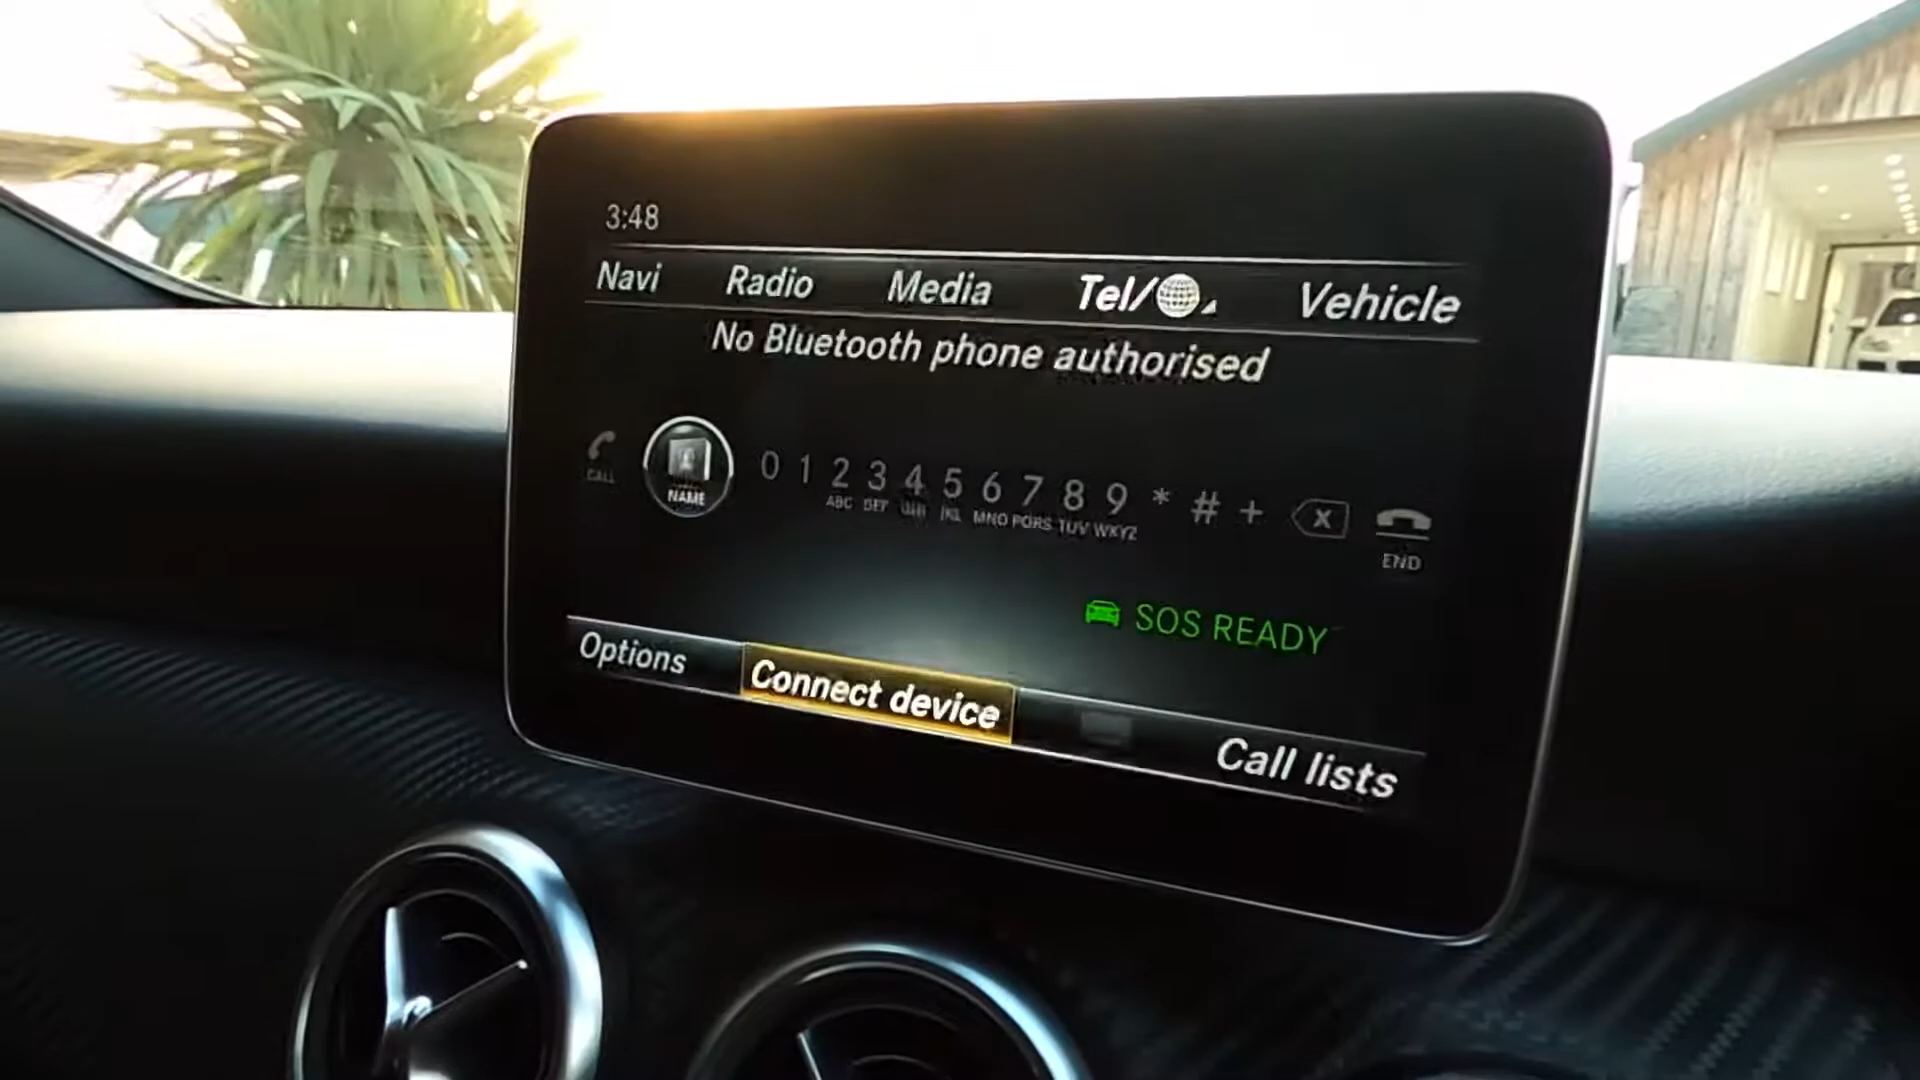 3:48
Navi Radio Media Tel/ Vehicle
No Bluetooth phone authorised
CALL NAME 0 1 2 3 4 5 6 7 8 9 * # + X END
ABC DEF GHI JKL MNO PQRS TUV WXYZ
SOS READY
Options Connect device Call lists